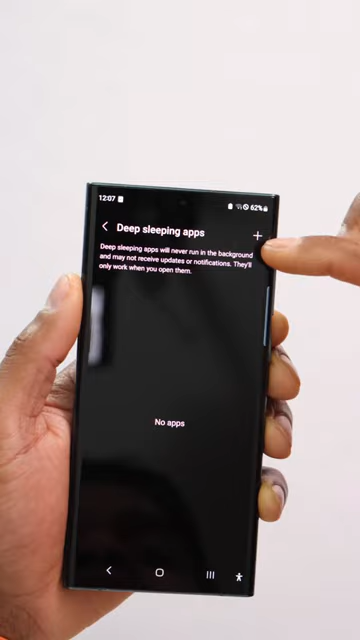 12:07
62%
Deep sleeping apps
+
Deep sleeping apps will never run in the background
and may not receive updates or notifications. They'll
only work when you open them.
No apps